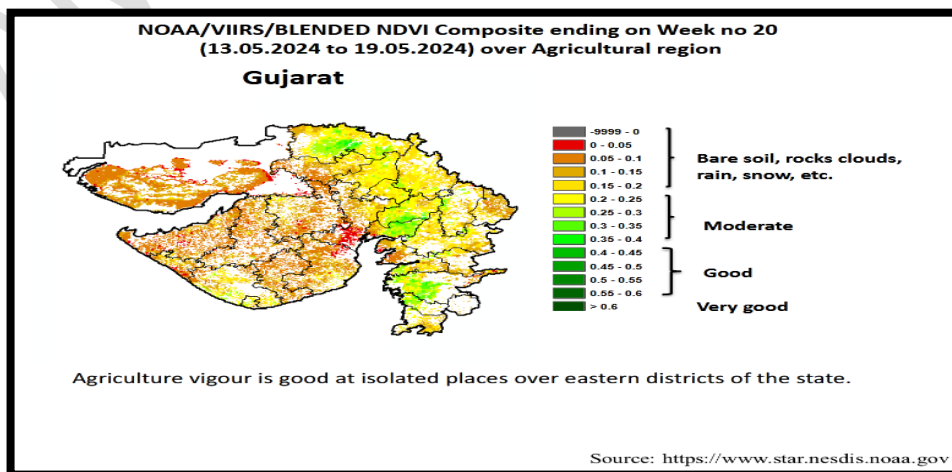 NOAA/VIIRS/BLENDED NDVI Composite ending on Week no 20
(13.05.2024 to 19.05.2024) over Agricultural region
Gujarat
-9999 - 0
0 - 0.05
0.05 - 0.1
0.1 - 0.15
0.15 - 0.2
0.2 - 0.25
0.25 - 0.3
0.3 - 0.35
0.35 - 0.4
0.4 - 0.45
0.45 - 0.5
0.5 - 0.55
0.55 - 0.6
> 0.6
Bare soil, rocks clouds,
rain, snow, etc.
Moderate
Good
Very good
Agriculture vigour is good at isolated places over eastern districts of the state.
Source: https://www.star.nesdis.noaa.gov